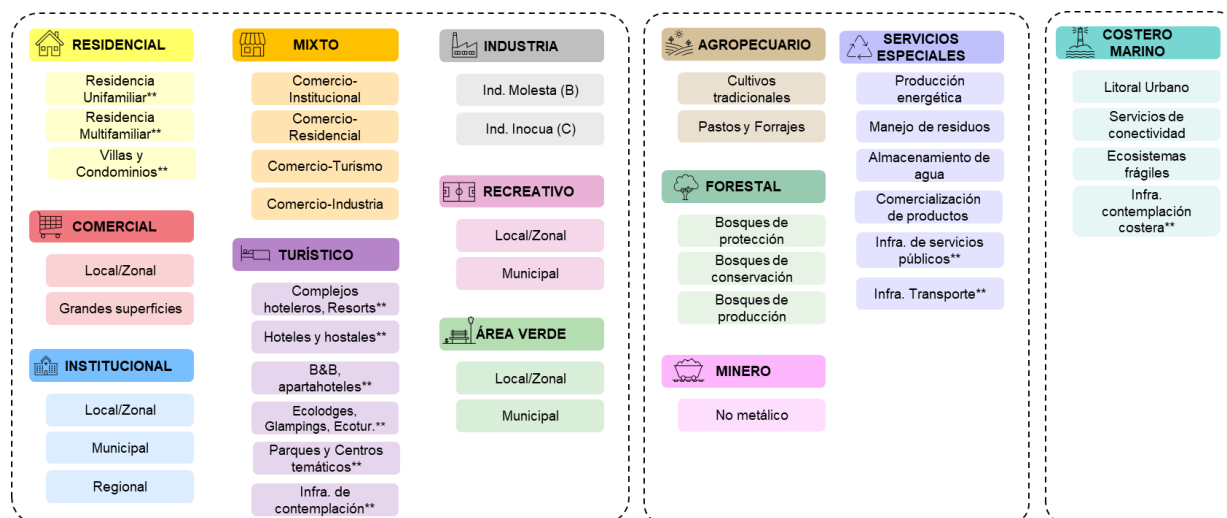 RESIDENCIAL
Residencia
Unifamiliar**
Residencia
Multifamiliar**
Villas y
Condominios**
COMERCIAL
Local/Zonal
Grandes superficies
INSTITUCIONAL
Local/Zonal
Municipal
Regional
MIXTO
Comercio-
Institucional
Comercio-
Residencial
Comercio-Turismo
Comercio-Industria
TURÍSTICO
Complejos
hoteleros, Resorts**
Hoteles y hostales**
B&B,
apartahoteles**
Ecolodges,
Glampings, Ecotur.**
Parques y Centros
temáticos**
Infra. de
contemplación**
INDUSTRIA
Ind. Molesta (B)
Ind. Inocua (C)
RECREATIVO
Local/Zonal
Municipal
ÁREA VERDE
Local/Zonal
Municipal
AGROPECUARIO
Cultivos
tradicionales
Pastos y Forrajes
FORESTAL
Bosques de
protección
Bosques de
conservación
Bosques de
producción
MINERO
No metálico
SERVICIOS
ESPECIALES
Producción
energética
Manejo de residuos
Almacenamiento de
agua
Comercialización
de productos
Infra. de servicios
públicos**
Infra. Transporte**
COSTERO
MARINO
Litoral Urbano
Servicios de
conectividad
Ecosistemas
frágiles
Infra.
contemplación
costera**